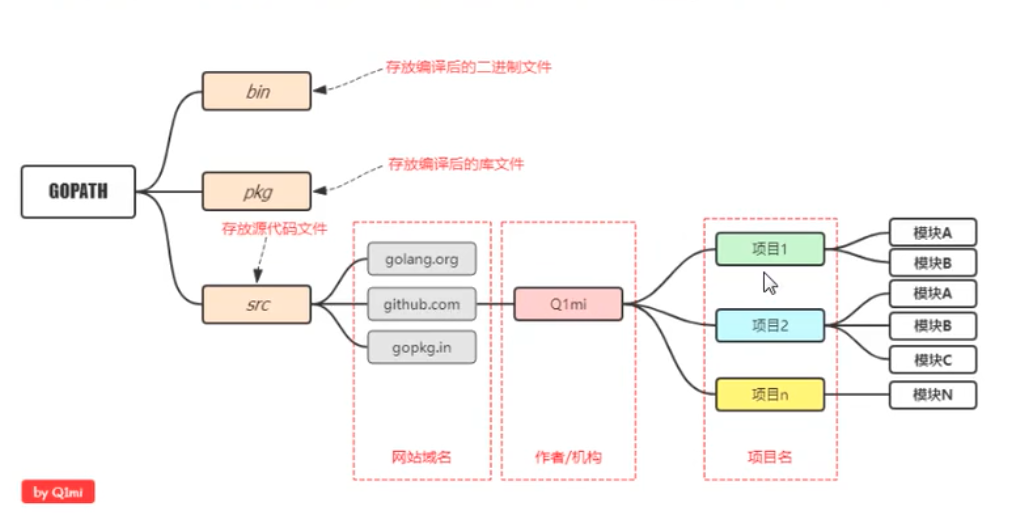 存放编译后的二进制文件
bin
存放编译后的库文件
GOPATH
pkg
存放源代码文件
src
golang.org
github.com
gopkg.in
网站域名
Q1mi
作者/机构
项目1
项目2
项目n
项目名
模块A
模块B
模块A
模块B
模块C
模块N
by Q1mi